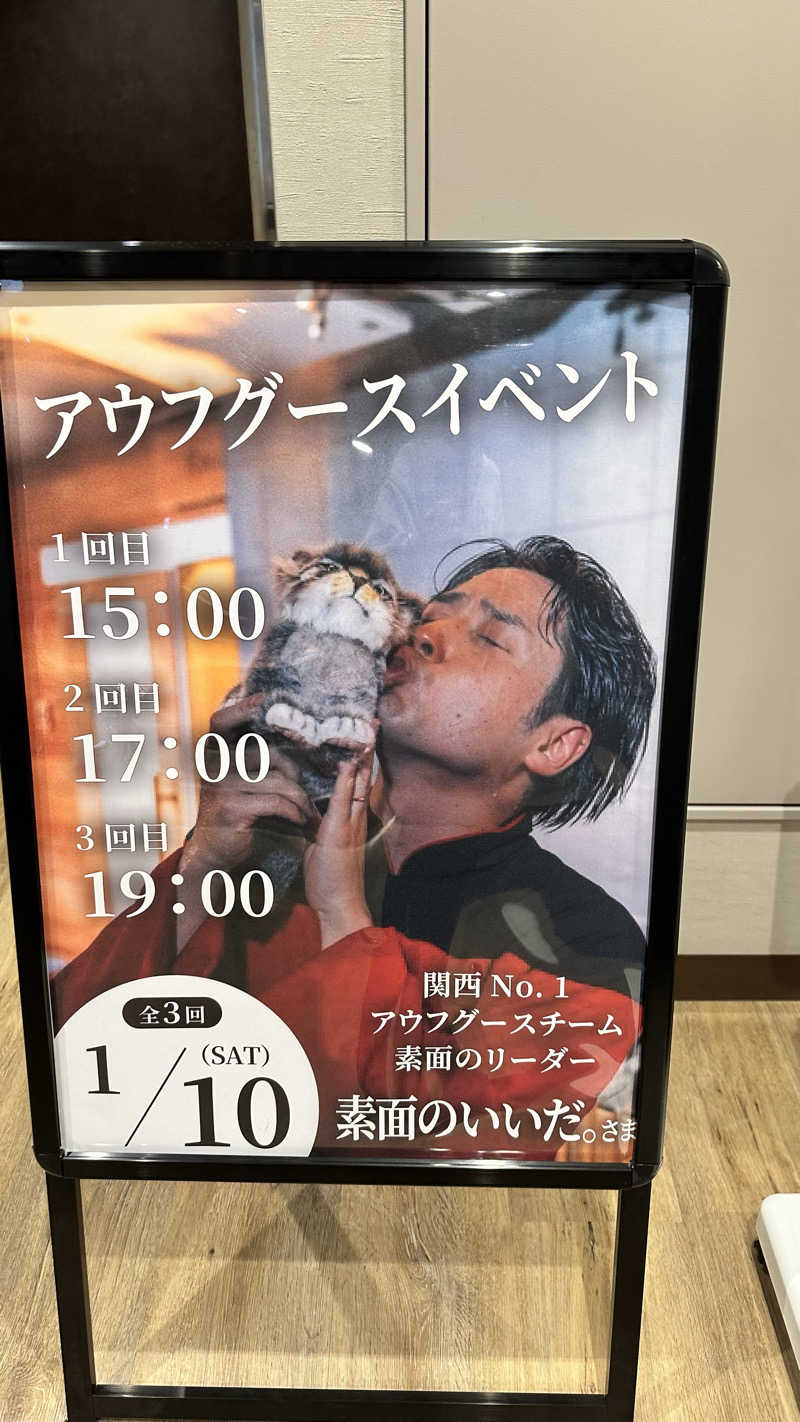 アウフグースイベント
1回目
15：00
2回目
17：00
3回目
19：00
全3回
1/10
（SAT）
関西 No. 1
アウフグースチーム
素面のリーダー
素面のいいだ。さま